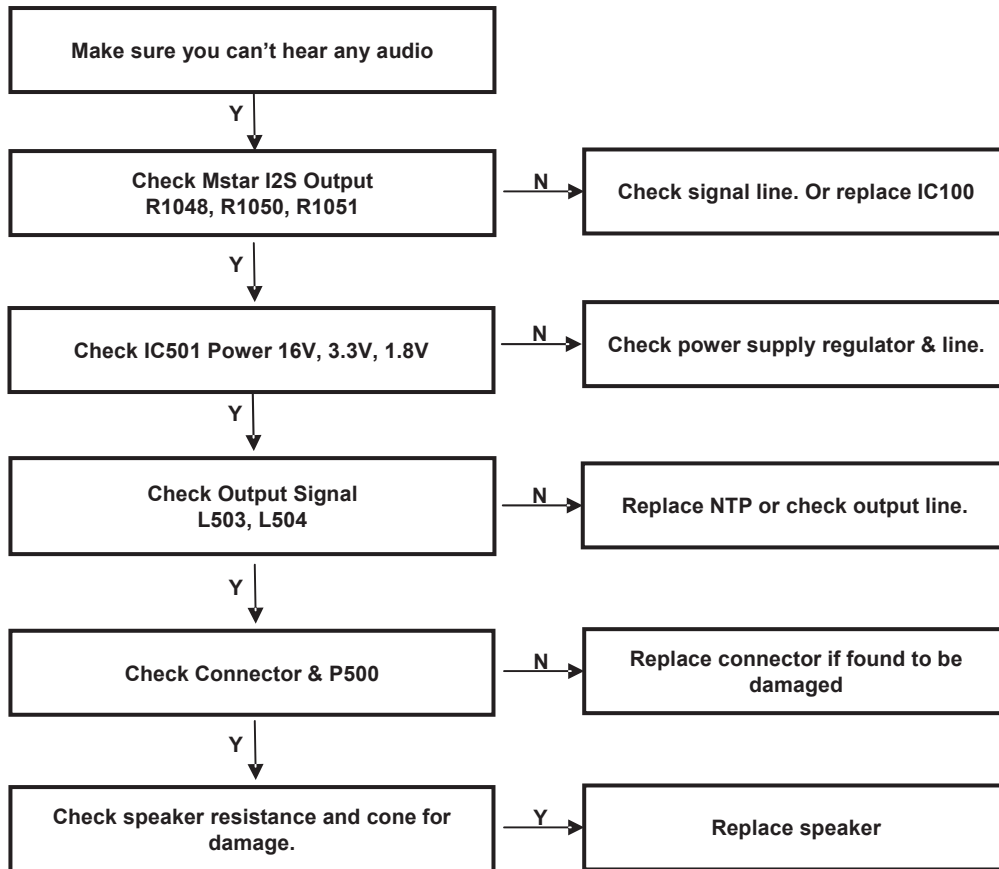 Make sure you can't hear any audio
Y
Check Mstar I2S Output
R1048, R1050, R1051
N
Check signal line. Or replace IC100
Y
Check IC501 Power 16V, 3.3V, 1.8V
N
Check power supply regulator & line.
Y
Check Output Signal
L503, L504
N
Replace NTP or check output line.
Y
Check Connector & P500
N
Replace connector if found to be
damaged
Y
Check speaker resistance and cone for
damage.
Y
Replace speaker